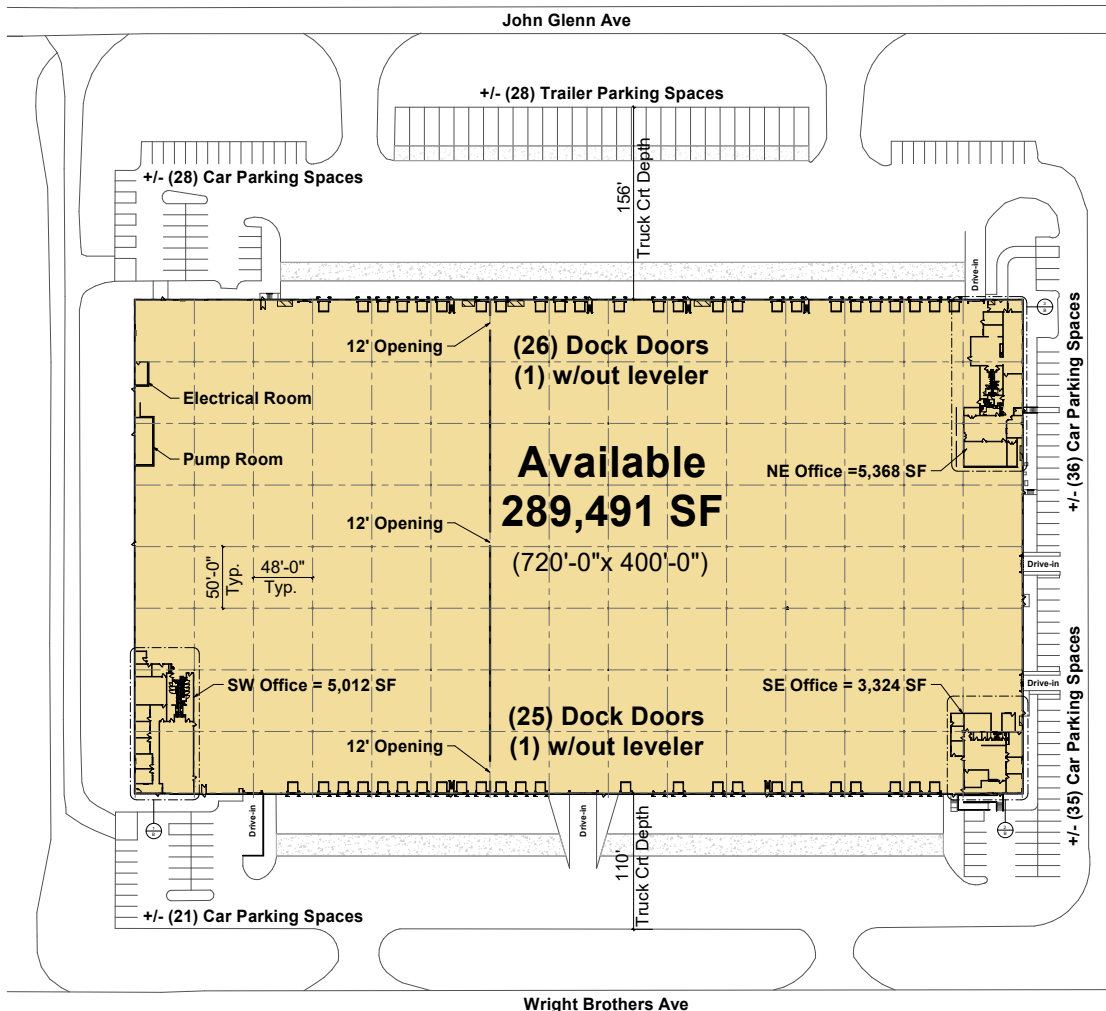 John Glenn Ave
+/- (28) Trailer Parking Spaces
+/- (28) Car Parking Spaces
156'
Truck Crt Depth
Drive-in
12' Opening
(26) Dock Doors
(1) w/out leveler
Electrical Room
Pump Room
Available
289,491 SF
(720'-0"x 400'-0")
NE Office =5,368 SF
+/- (36) Car Parking Spaces
12' Opening
50'-0"
Typ.
48'-0"
Typ.
Drive-in
Drive-in
SW Office = 5,012 SF
SE Office = 3,324 SF
(25) Dock Doors
(1) w/out leveler
12' Opening
+/- (35) Car Parking Spaces
Drive-in
Drive-in
110'
Truck Crt Depth
+/- (21) Car Parking Spaces
Wright Brothers Ave